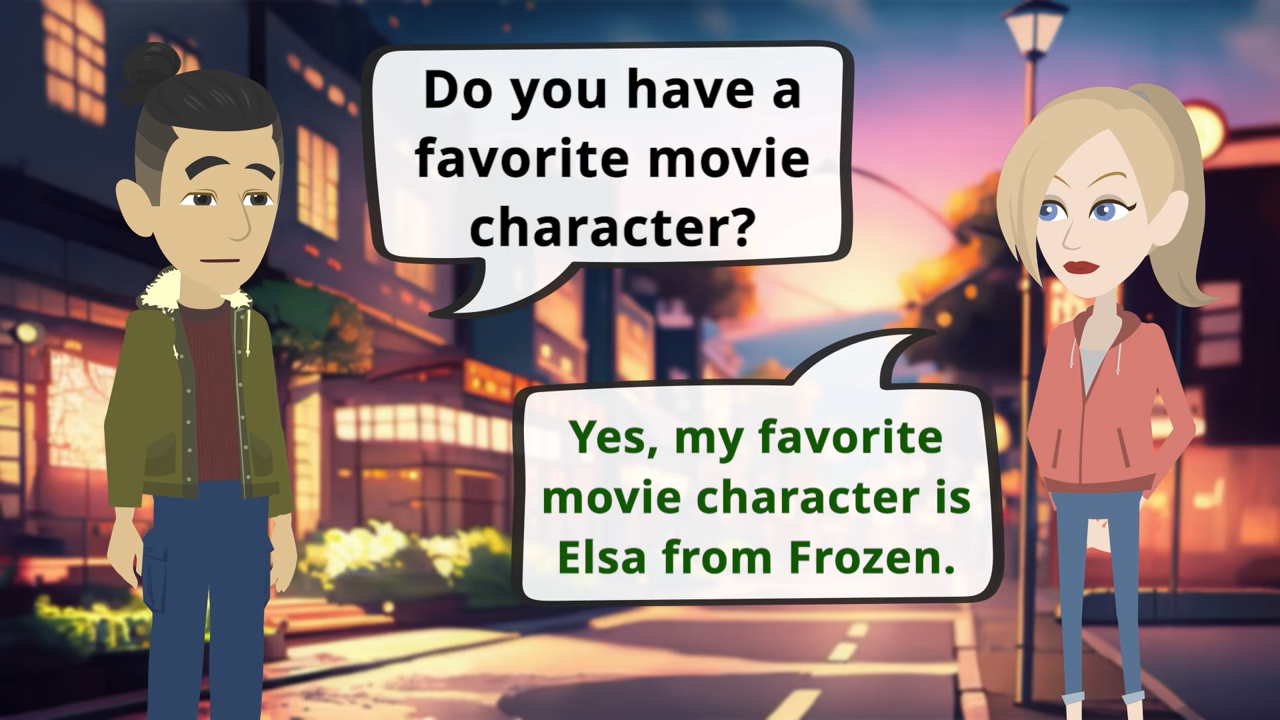 Do you have a
favorite movie
character?
Yes, my favorite
movie character is
Elsa from Frozen.